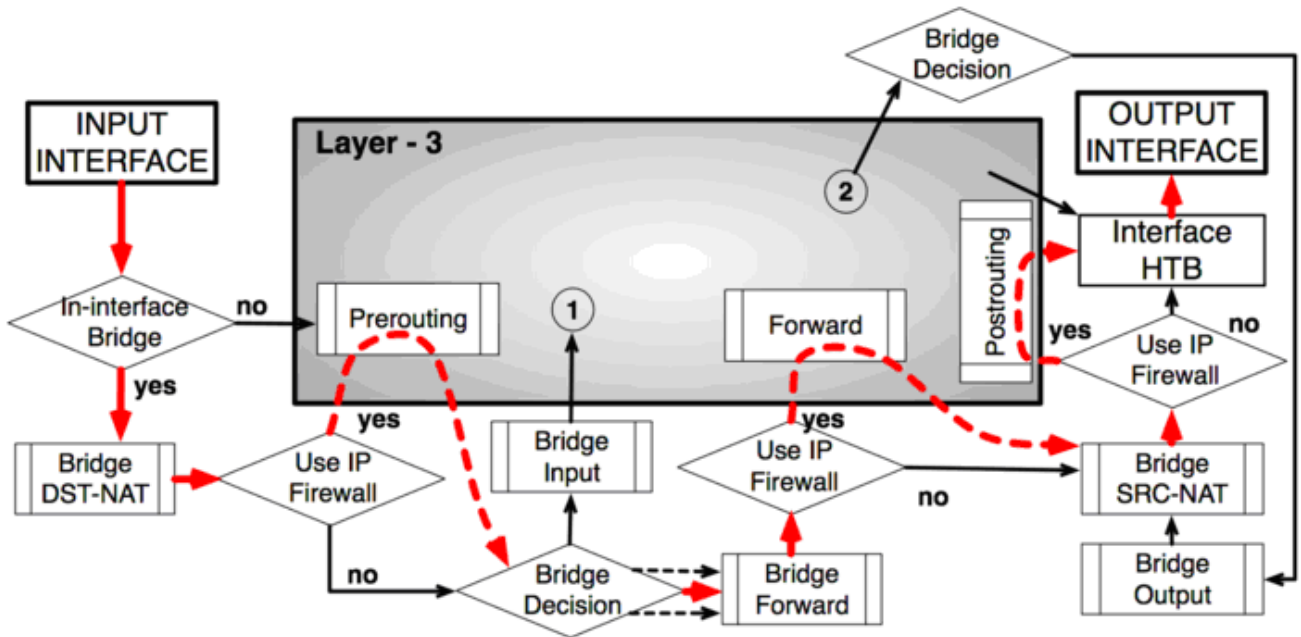 Bridge
Decision
INPUT
INTERFACE
Layer - 3
OUTPUT
INTERFACE
2
Interface
HTB
Postrouting
In-interface
Bridge
no
Prerouting
1
Forward
yes
no
Use IP
Firewall
yes
yes
yes
Bridge
DST-NAT
Use IP
Firewall
Bridge
Input
Use IP
Firewall
no
Bridge
SRC-NAT
no
Bridge
Decision
Bridge
Forward
Bridge
Output